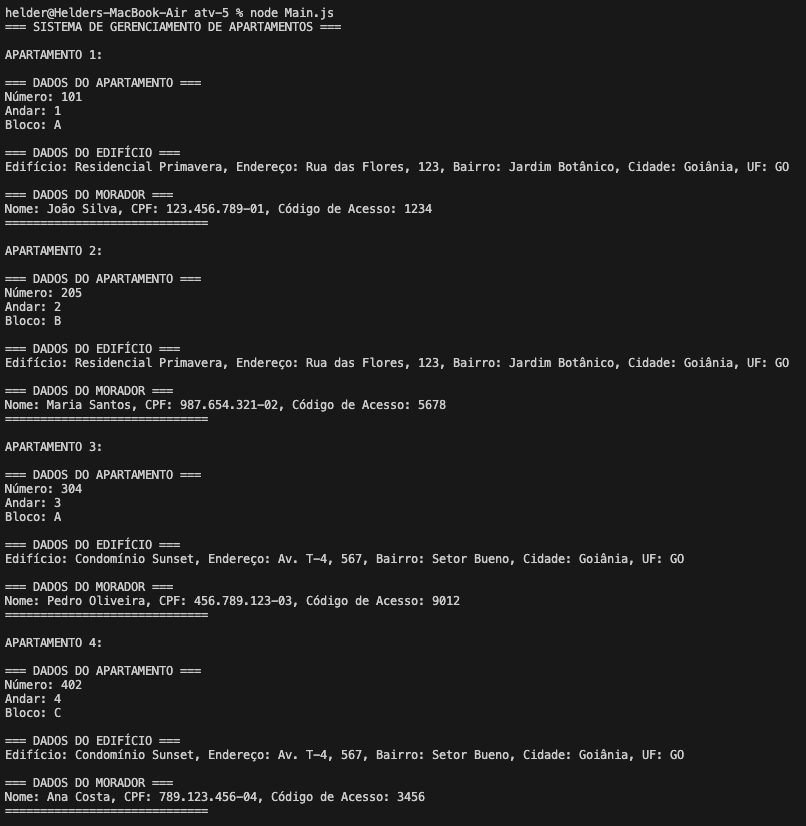 helder@Helders-MacBook-Air atv-5 % node Main.js
=== SISTEMA DE GERENCIAMENTO DE APARTAMENTOS ===
APARTAMENTO 1:
=== DADOS DO APARTAMENTO ===
Número: 101
Andar: 1
Bloco: A
=== DADOS DO EDIFÍCIO ===
Edifício: Residencial Primavera, Endereço: Rua das Flores, 123, Bairro: Jardim Botânico, Cidade: Goiânia, UF: GO
=== DADOS DO MORADOR ===
Nome: João Silva, CPF: 123.456.789-01, Código de Acesso: 1234
=============================
APARTAMENTO 2:
=== DADOS DO APARTAMENTO ===
Número: 205
Andar: 2
Bloco: B
=== DADOS DO EDIFÍCIO ===
Edifício: Residencial Primavera, Endereço: Rua das Flores, 123, Bairro: Jardim Botânico, Cidade: Goiânia, UF: GO
=== DADOS DO MORADOR ===
Nome: Maria Santos, CPF: 987.654.321-02, Código de Acesso: 5678
=============================
APARTAMENTO 3:
=== DADOS DO APARTAMENTO ===
Número: 304
Andar: 3
Bloco: A
=== DADOS DO EDIFÍCIO ===
Edifício: Condomínio Sunset, Endereço: Av. T-4, 567, Bairro: Setor Bueno, Cidade: Goiânia, UF: GO
=== DADOS DO MORADOR ===
Nome: Pedro Oliveira, CPF: 456.789.123-03, Código de Acesso: 9012
=============================
APARTAMENTO 4:
=== DADOS DO APARTAMENTO ===
Número: 402
Andar: 4
Bloco: C
=== DADOS DO EDIFÍCIO ===
Edifício: Condomínio Sunset, Endereço: Av. T-4, 567, Bairro: Setor Bueno, Cidade: Goiânia, UF: GO
=== DADOS DO MORADOR ===
Nome: Ana Costa, CPF: 789.123.456-04, Código de Acesso: 3456
=============================